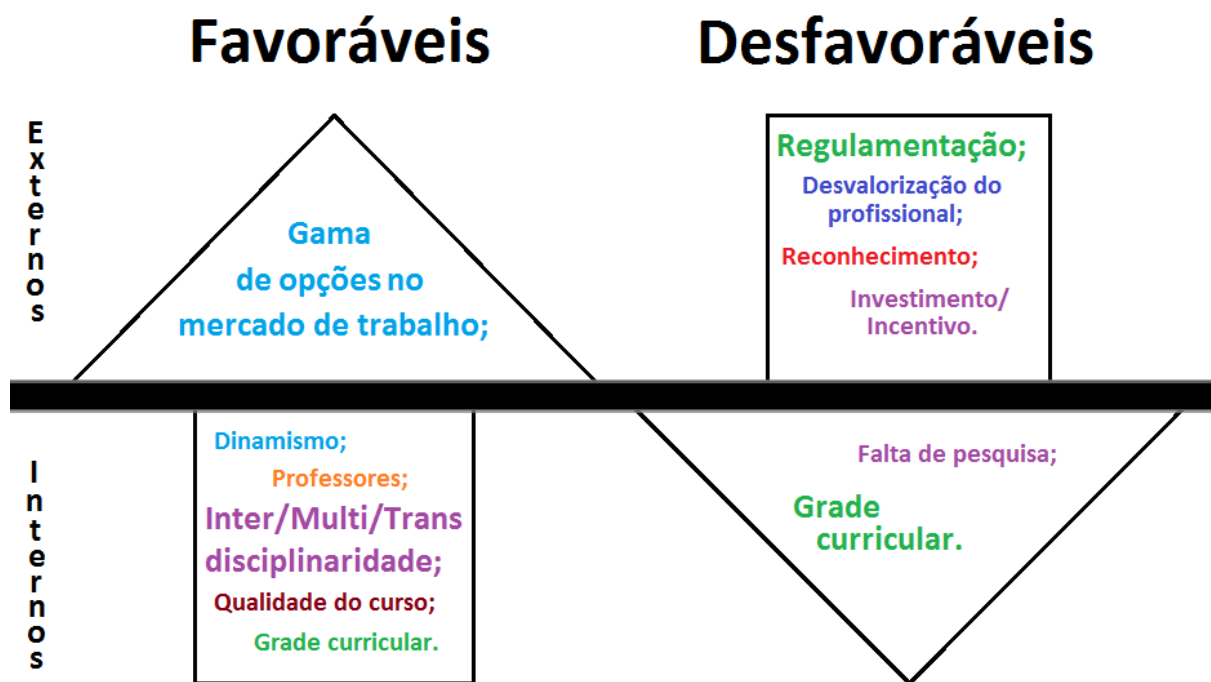 Favoráveis
Desfavoráveis
Externos
Gama
de opções no
mercado de trabalho;
Regulamentação;
Desvalorização do
profissional;
Reconhecimento;
Investimento/
Incentivo.
Internos
Dinamismo;
Professores;
Inter/Multi/Trans
disciplinaridade;
Qualidade do curso;
Grade curricular.
Falta de pesquisa;
Grade
curricular.